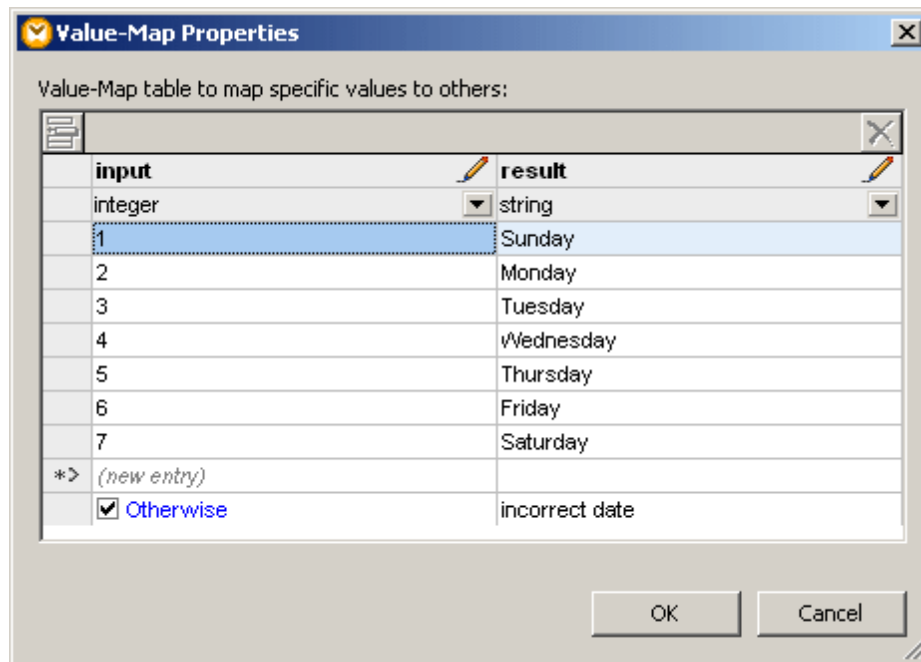 Value-Map Properties
Value-Map table to map specific values to others:
input result
integer string
1 Sunday
2 Monday
3 Tuesday
4 Wednesday
5 Thursday
6 Friday
7 Saturday
*> (new entry)
Otherwise incorrect date
OK Cancel